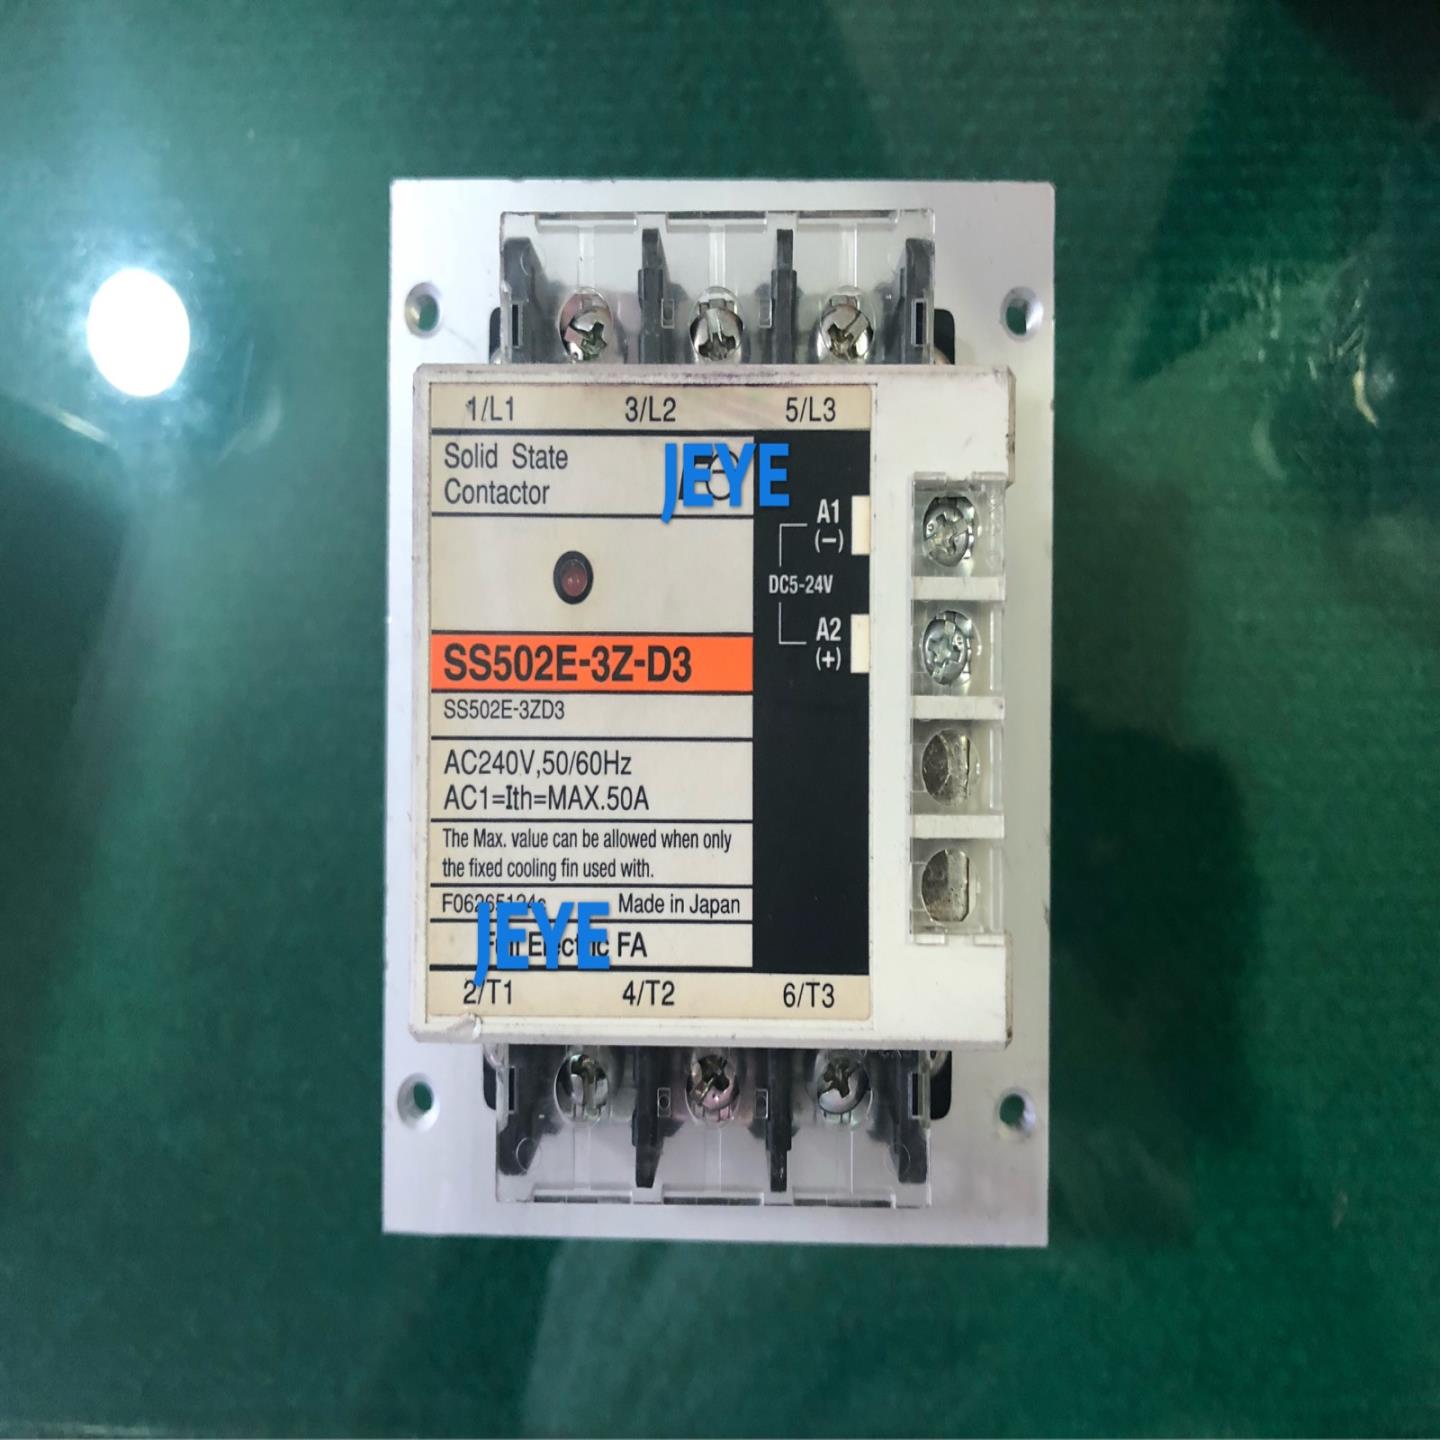 1/L1 3/L2 5/L3
Solid State
Contactor
JEYE
A1
(−)
DC5-24V
A2
(+)
SS502E-3Z-D3
SS502E-3ZD3
AC240V,50/60Hz
AC1=Ith=MAX.50A
The Max. value can be allowed when only
the fixed cooling fin used with.
Made in Japan
JEYE
Electric FA
2/T1 4/T2 6/T3